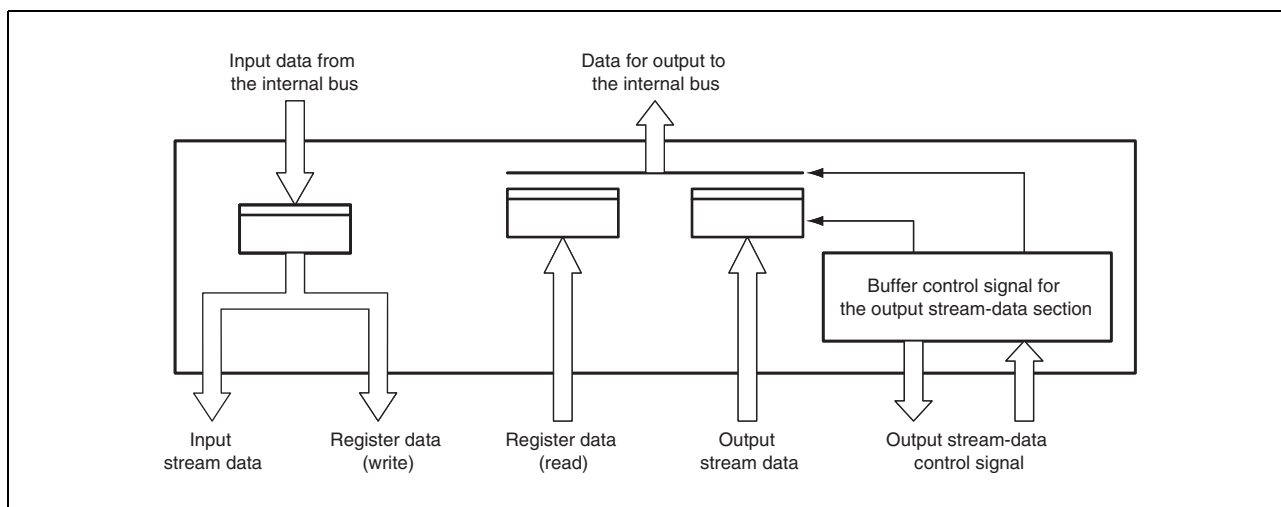 Input data from
the internal bus
Data for output to
the internal bus
Buffer control signal for
the output stream-data section
Input
stream data
Register data
(write)
Register data
(read)
Output
stream data
Output stream-data
control signal